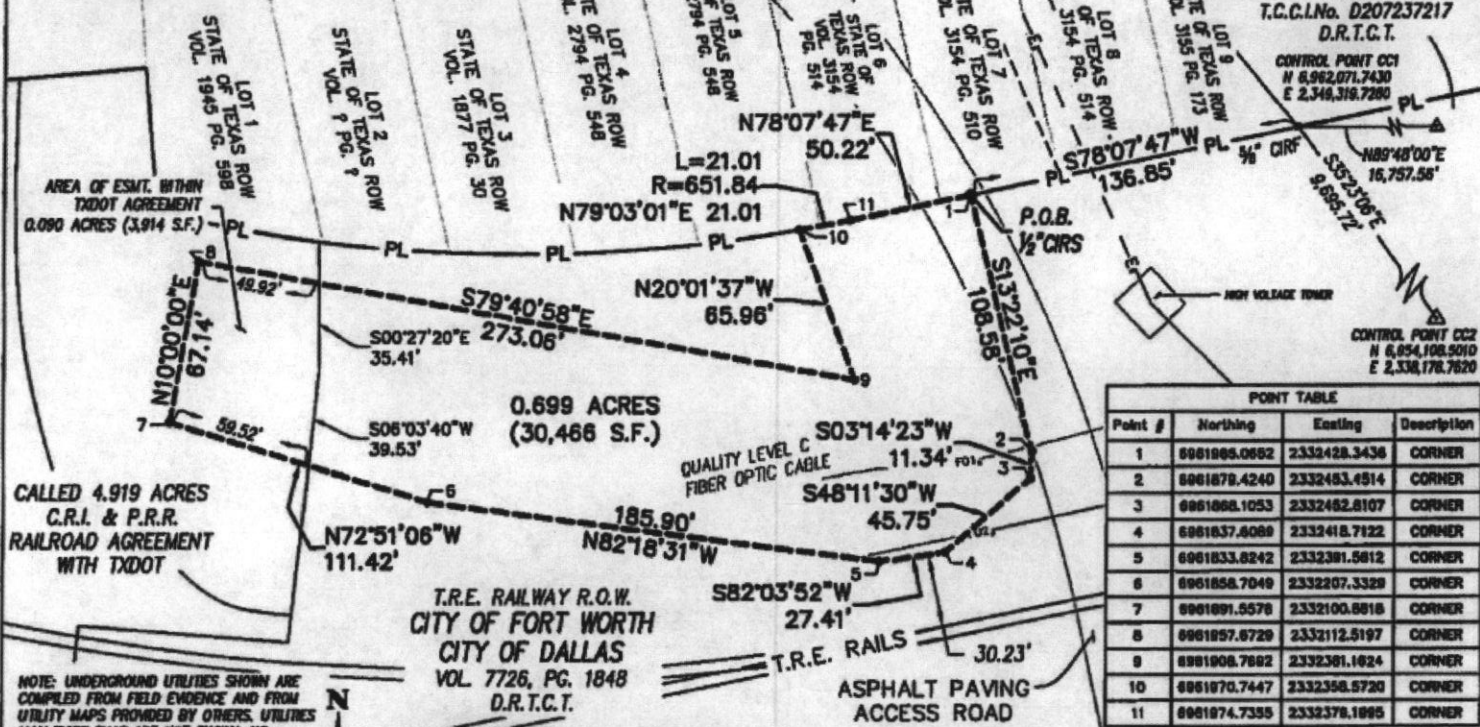 LOT 1
STATE OF TEXAS ROW
VOL. 1945 PG. 598
LOT 2
STATE OF TEXAS ROW
VOL. ? PG. ?
LOT 3
STATE OF TEXAS ROW
VOL. 1877 PG. 30
LOT 4
TE OF TEXAS ROW
2794 PG. 548
LOT 5
OF TEXAS ROW
2794 PG. 548
LOT 6
STATE OF
TEXAS ROW
VOL. 3154
PG. 514
LOT 7
TE OF TEXAS ROW
3154 PG. 510
LOT 8
OF TEXAS ROW
3154 PG. 514
LOT 9
TE OF TEXAS ROW
OL 3155 PG. 173
T.C.C.I.No. D207237217
D.R.T.C.T.
CONTROL POINT CC1
N 6,962,071.7430
E 2,349,319.7280
PL
N89°48'00"E
16,757.56'
S35°23'06"E
9,695.72'
5/8" CIRF
S78°07'47"W
136.85'
PL
PL
N78°07'47"E
50.22'
L=21.01
R=651.84
N79°03'01"E 21.01
11
10
1
P.O.B.
1/2"CIRS
AREA OF ESMT. WITHIN
TXDOT AGREEMENT
0.090 ACRES (3,914 S.F.)
PL
PL
PL
PL
8
49.92'
S79°40'58"E
273.06'
N20°01'37"W
65.96'
9
S13°22'10"E
108.56'
HIGH VOLTAGE TOWER
CONTROL POINT CC2
N 6,954,108.5010
E 2,338,178.7620
N10°00'00"E
67.14'
S00°27'20"E
35.41'
7
59.52'
S06°03'40"W
39.53'
0.699 ACRES
(30,466 S.F.)
QUALITY LEVEL C
FIBER OPTIC CABLE
S03°14'23"W
11.34'
2
3
S48°11'30"W
45.75'
4
5
S82°03'52"W
27.41'
6
185.90'
N82°18'31"W
N72°51'06"W
111.42'
CALLED 4.919 ACRES
C.R.I. & P.R.R.
RAILROAD AGREEMENT
WITH TXDOT
T.R.E. RAILWAY R.O.W.
CITY OF FORT WORTH
CITY OF DALLAS
VOL. 7726, PG. 1848
D.R.T.C.T.
T.R.E. RAILS
30.23'
ASPHALT PAVING
ACCESS ROAD
NOTE: UNDERGROUND UTILITIES SHOWN ARE
COMPILED FROM FIELD EVIDENCE AND FROM
UTILITY MAPS PROVIDED BY OTHERS. UTILITIES
N
POINT TABLE
Point # Northing Easting Description
1 6961985.0652 2332428.3436 CORNER
2 6961879.4240 2332453.4514 CORNER
3 6961868.1053 2332452.8107 CORNER
4 6961837.6089 2332418.7122 CORNER
5 6961833.8242 2332391.5612 CORNER
6 6961858.7049 2332207.3329 CORNER
7 6961891.5576 2332100.8618 CORNER
8 6961957.6729 2332112.5197 CORNER
9 6961908.7692 2332381.1624 CORNER
10 6961970.7447 2332358.5720 CORNER
11 6961974.7355 2332379.1995 CORNER